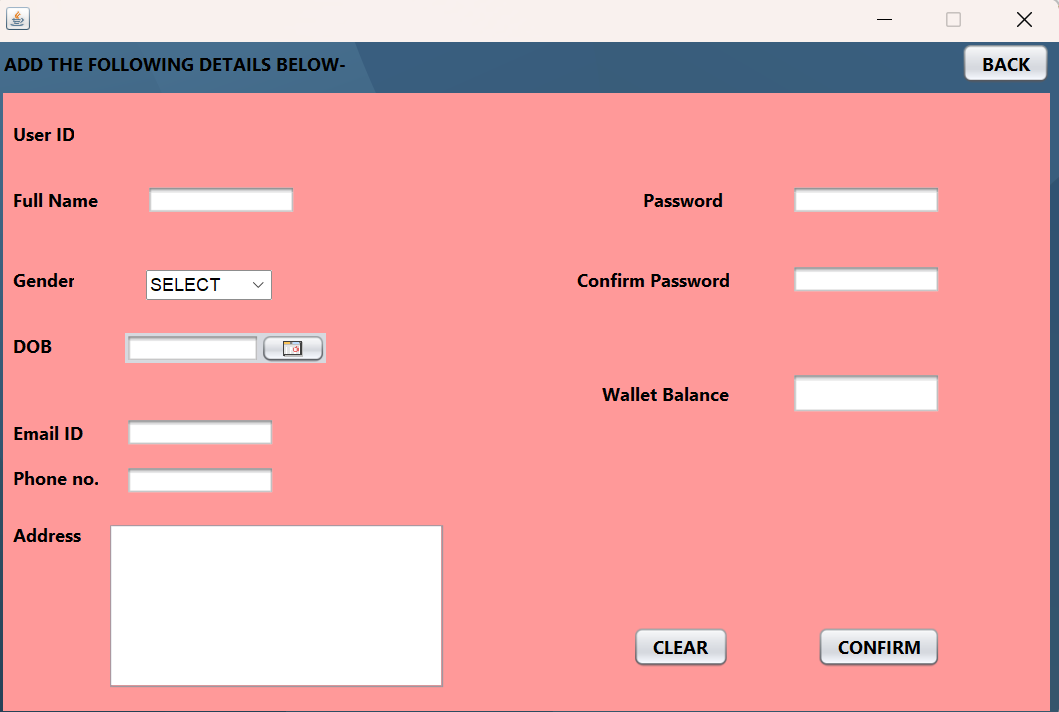 ADD THE FOLLOWING DETAILS BELOW-
BACK
User ID
Full Name
Password
Gender
SELECT
Confirm Password
DOB
Wallet Balance
Email ID
Phone no.
Address
CLEAR
CONFIRM